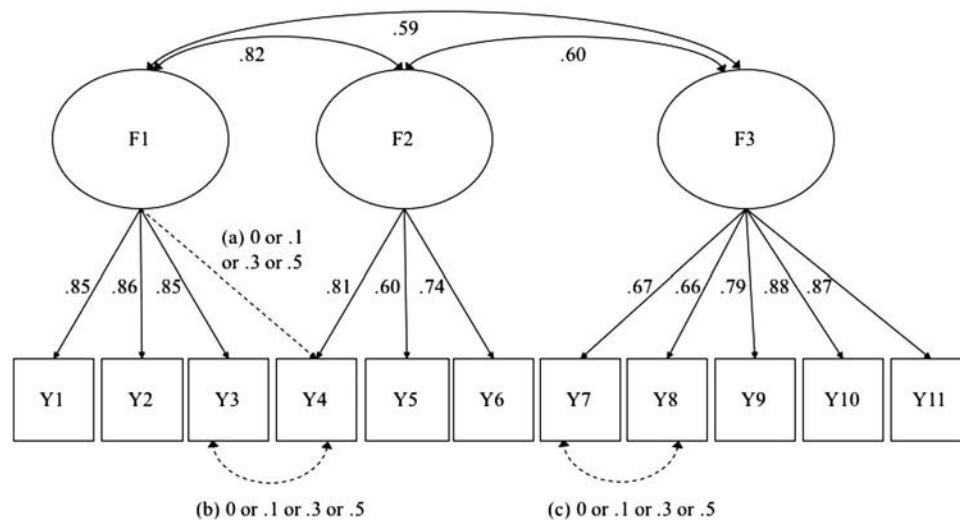 .59
.82
.60
F1
F2
F3
(a) 0 or .1
or .3 or .5
.85
.86
.85
.81
.60
.74
.67
.66
.79
.88
.87
Y1
Y2
Y3
Y4
Y5
Y6
Y7
Y8
Y9
Y10
Y11
(b) 0 or .1 or .3 or .5
(c) 0 or .1 or .3 or .5